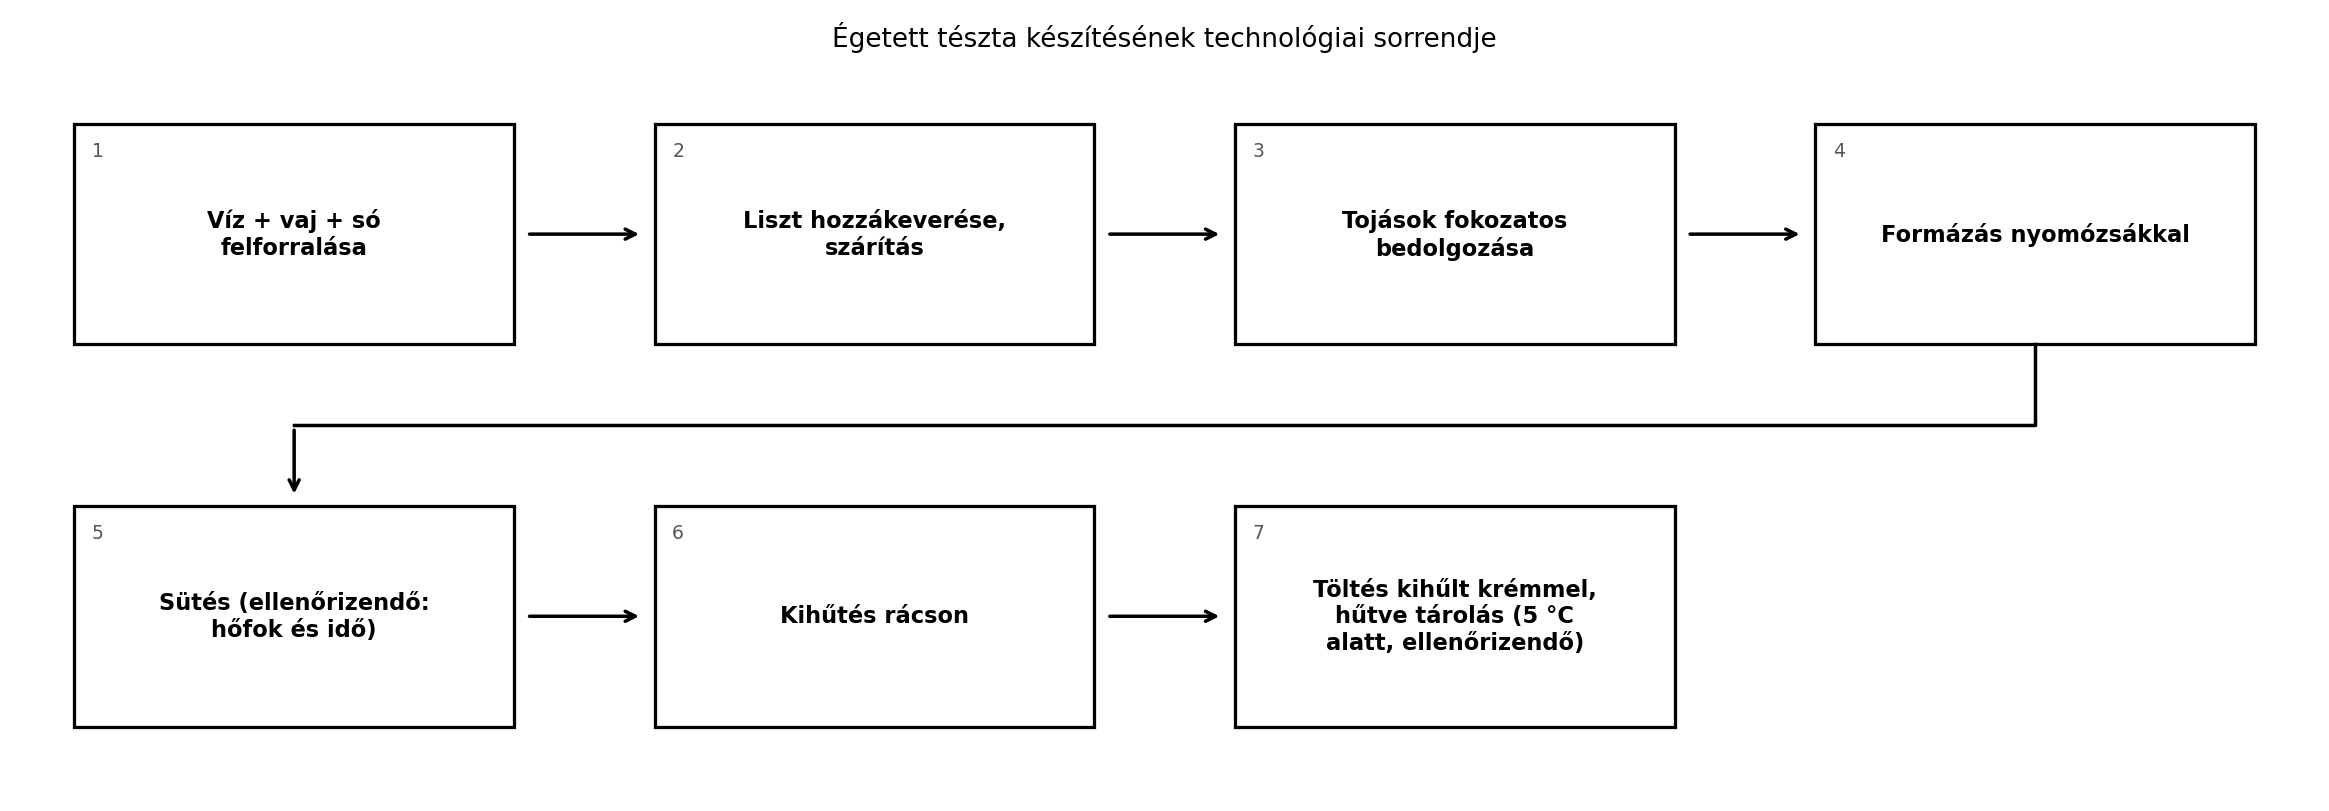 Égetett tészta készítésének technológiai sorrendje
1
Víz + vaj + só
felforralása
2
Liszt hozzákeverése,
szárítás
3
Tojások fokozatos
bedolgozása
4
Formázás nyomózsákkal
5
Sütés (ellenőrizendő:
hőfok és idő)
6
Kihűtés rácson
7
Töltés kihűlt krémmel,
hűtve tárolás (5 °C
alatt, ellenőrizendő)